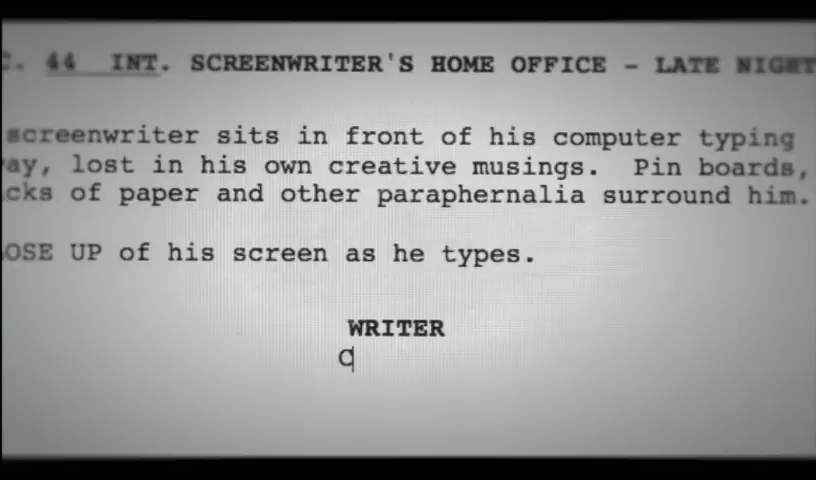 C. 44 INT. SCREENWRITER'S HOME OFFICE - LATE NIGHT
screenwriter sits in front of his computer typing
ay, lost in his own creative musings. Pin boards,
cks of paper and other paraphernalia surround him.
OSE UP of his screen as he types.
WRITER
C